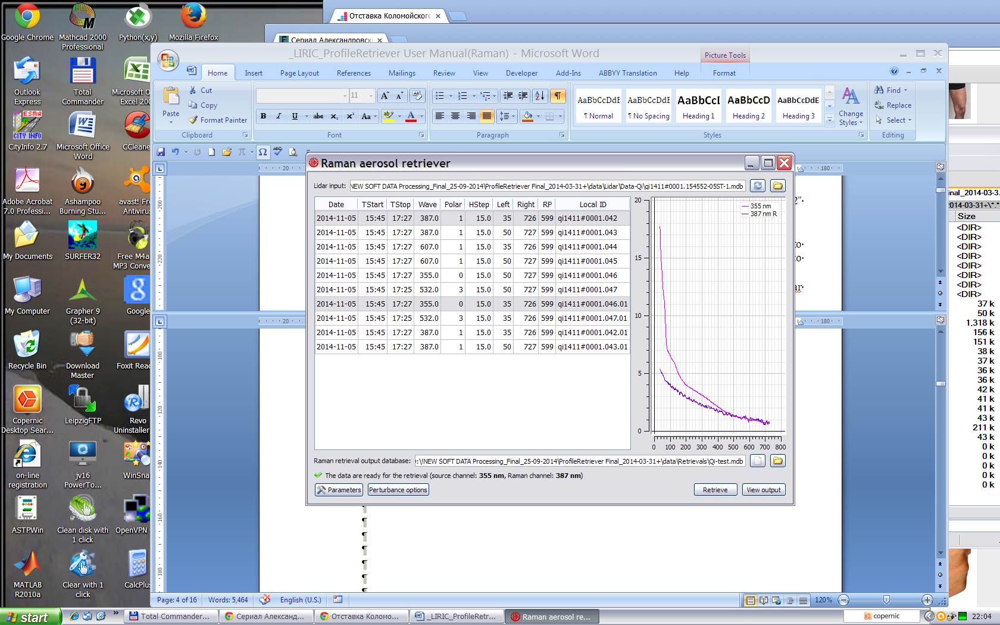 Google Chrome
Mathcad 2000 Professional
Python(x,y)
Mozilla Firefox
Outlook Express
Total Commander
Microsoft O Excel 200
ESMA
CITY INFO
CityInfo 2.7
Microsoft Office Word
CCleane
Adobe Acrobat 7.0 Professi...
Ashampoo Burning Stu...
avast! Fre Antivirus
My Documents
SURFER32
Free M4a MP3 Conve
My Computer
Grapher 9 (32-bit)
Google
Recycle Bin
Download Master
Foxit Read
Copernic Desktop Sear...
LeipzigFTP
Revo Uninstaller
on-line registration
jv16 PowerTo...
WinSna
ASTPWin
Clean disk with 1 click
OpenVPN
MATLAB R2010a
Clear with 1 click
CalcPlus
Отставка Коломойског
Сериал Александровск
_LIRIC_ProfileRetriever User Manual(Raman) - Microsoft Word
Picture Tools
Home Insert Page Layout References Mailings Review View Developer Add-Ins ABBYY Translation Help Format
Paste
Cut
Copy
Format Painter
Clipboard
11
Font
Paragraph
AaBbCcDdE AaBbCcDdE AaBbCcI AaBbCcD AaBbCcDdE
¶ Normal ¶ No Spacing Heading 1 Heading 2 Heading 3
Change Styles
Styles
Find
Replace
Select
Editing
20 180
Raman aerosol retriever
Lidar input: NEW SOFT DATA Processing_Final_25-09-2014\ProfileRetriever Final_2014-03-31+\data\Lidar\Data-Qi\qi1411#0001.154552-05ST-1.mdb
Date TStart TStop Wave Polar HStep Left Right RP Local ID
2014-11-05 15:45 17:27 387.0 1 15.0 35 726 599 qi1411#0001.042
2014-11-05 15:45 17:27 387.0 1 15.0 50 727 599 qi1411#0001.043
2014-11-05 15:45 17:27 607.0 1 15.0 35 726 599 qi1411#0001.044
2014-11-05 15:45 17:27 607.0 1 15.0 50 727 599 qi1411#0001.045
2014-11-05 15:45 17:27 355.0 0 15.0 50 727 599 qi1411#0001.046
2014-11-05 15:45 17:25 532.0 3 15.0 50 727 599 qi1411#0001.047
2014-11-05 15:45 17:27 355.0 0 15.0 35 726 599 qi1411#0001.046.01
2014-11-05 15:45 17:25 532.0 3 15.0 35 726 599 qi1411#0001.047.01
2014-11-05 15:45 17:27 387.0 1 15.0 35 726 599 qi1411#0001.042.01
2014-11-05 15:45 17:27 387.0 1 15.0 50 727 599 qi1411#0001.043.01
355 nm
387 nm R
20
15
10
5
0
0 100 200 300 400 500 600 700 800
Raman retrieval output database: :\!NEW SOFT DATA Processing_Final_25-09-2014\ProfileRetriever Final_2014-03-31+\data\Retrievals\Qi-test.mdb
The data are ready for the retrieval (source channel: 355 nm, Raman channel: 387 nm)
Parameters Perturbance options Retrieve View output
2".
to
to
ar
20 180
200
220
100
120
140
160
180
¶
¶
¶
¶
¶
¶
inal_2014-03-3
2014-03-31+\*.*
Size
<DIR>
<DIR>
<DIR>
<DIR>
<DIR>
<DIR>
<DIR>
<DIR>
37 k
50 k
1,318 k
156 k
151 k
38 k
37 k
36 k
36 k
42 k
41 k
41 k
43 k
211 k
43 k
0 k
0 k
0 k
0 k
0 k
Page: 4 of 16 Words: 5,464 English (U.S.) 120%
start
Total Commander...
Сериал Александ...
Отставка Коломо...
_LIRIC_ProfileRetr...
Raman aerosol re...
copernic
22:04